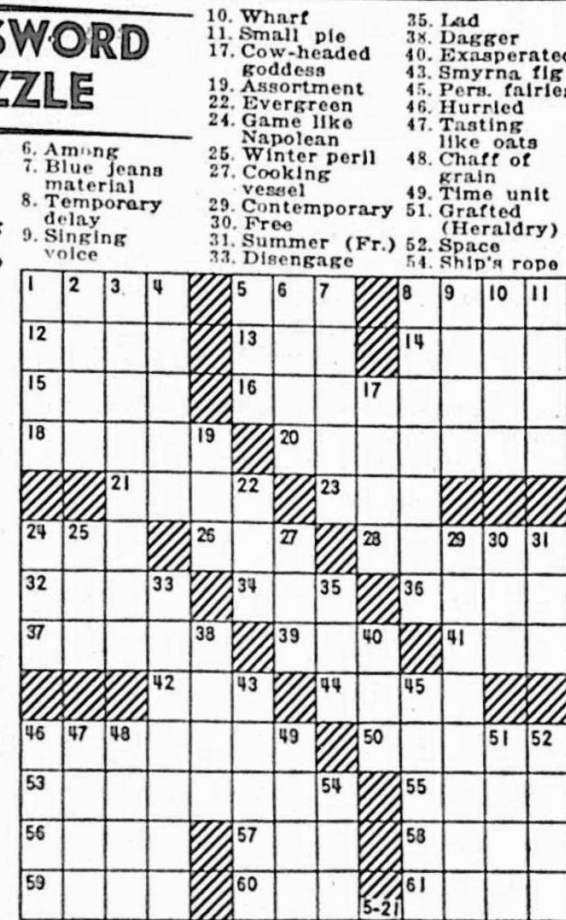 SWORD
ZZLE
6. Among
7. Blue jeans
material
8. Temporary
delay
9. Singing
voice
10. Wharf
11. Small pie
17. Cow-headed
goddess
19. Assortment
22. Evergreen
24. Game like
Napolean
25. Winter peril
27. Cooking
vessel
29. Contemporary
30. Free
31. Summer (Fr.)
33. Disengage
35. Lad
38. Dagger
40. Exasperated
43. Smyrna fig
45. Pers. fairies
46. Hurried
47. Tasting
like oats
48. Chaff of
grain
49. Time unit
51. Grafted
(Heraldry)
52. Space
54. Ship's rope
1 2 3 4 5 6 7 8 9 10 11
12 13 14
15 16 17
18 19 20
21 22 23
24 25 26 27 28 29 30 31
32 33 34 35 36
37 38 39 40 41
42 43 44 45
46 47 48 49 50 51 52
53 54 55
56 57 58
59 60 61
5-21